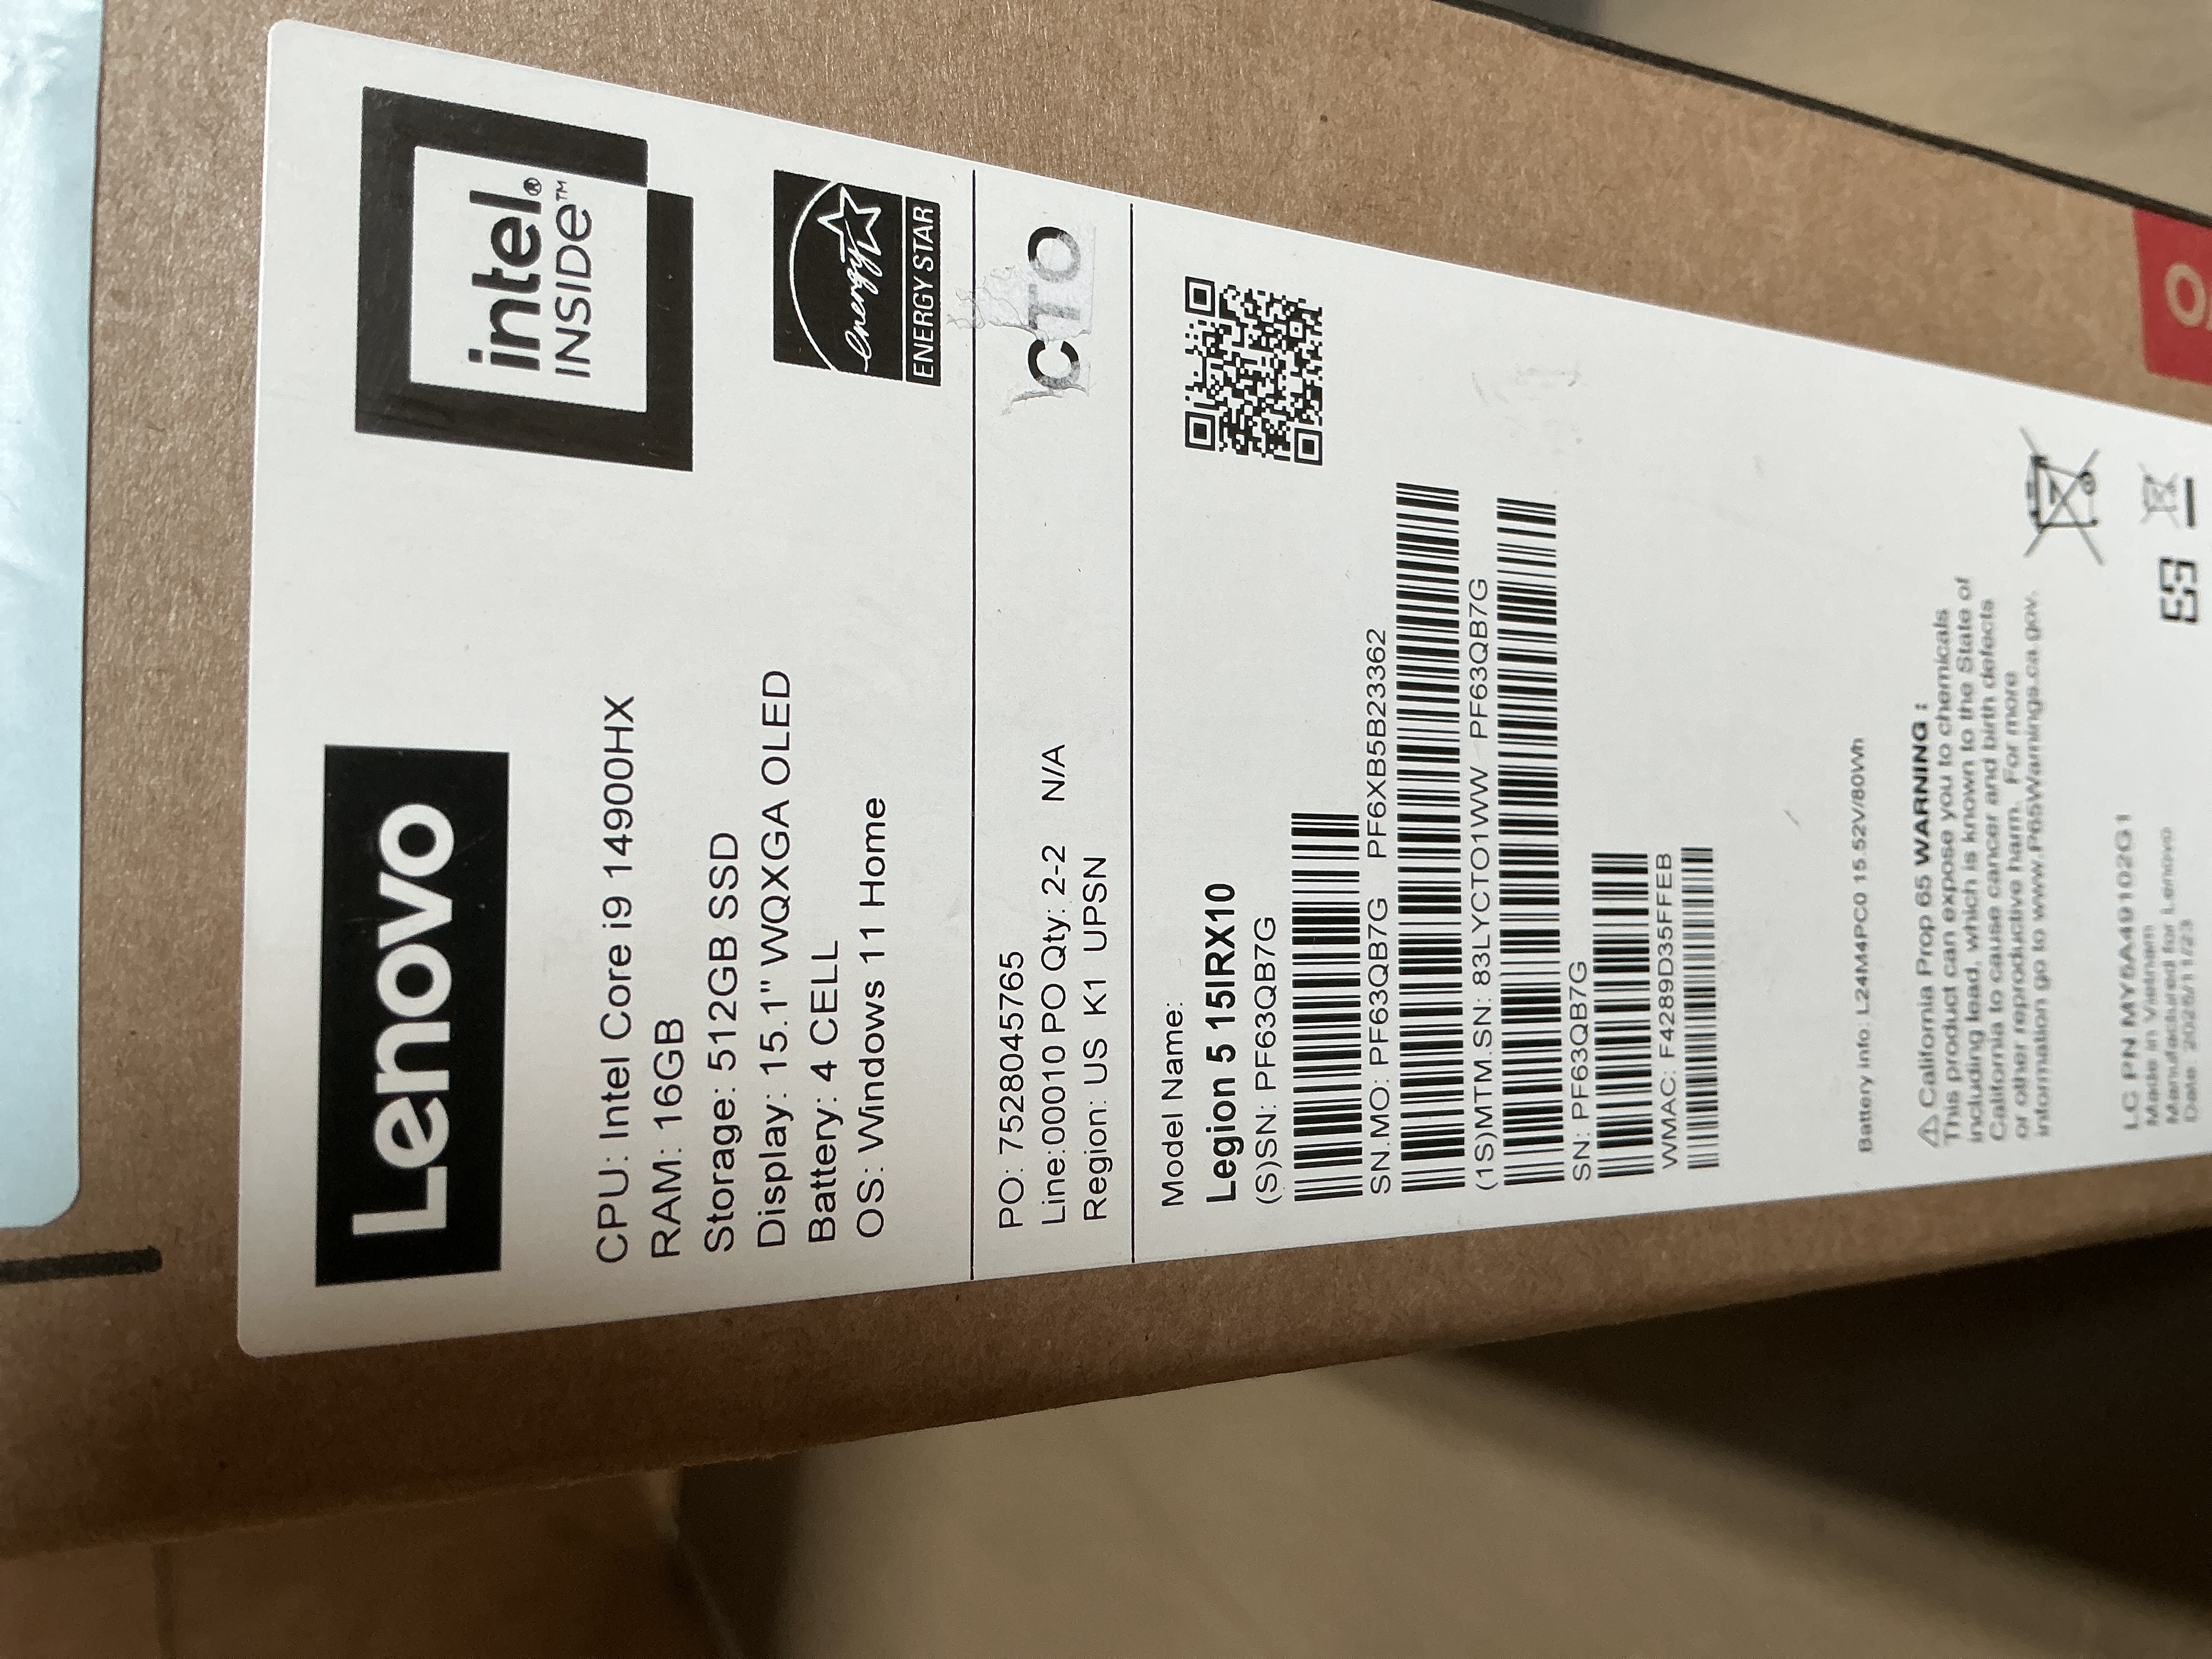 Lenovo
intel®
INSIDE™
CPU: Intel Core i9 14900HX
RAM: 16GB
Storage: 512GB SSD
Display: 15.1" WQXGA OLED
Battery: 4 CELL
OS: Windows 11 Home
energy
ENERGY STAR
PO: 7528045765
Line:00010 PO Qty: 2-2 N/A
Region: US K1 UPSN
CTO
Model Name:
Legion 5 15IRX10
(S)SN: PF63QB7G
SN.MO: PF63QB7G PF6XB5B23362
(1S)MTM.SN: 83LYCTO1WW PF63QB7G
SN: PF63QB7G
WMAC: F4289D35FFEB
Battery info: L24M4PC0 15.52V/80Wh
⚠ California Prop 65 WARNING :
This product can expose you to chemicals
including lead, which is known to the State of
California to cause cancer and birth defects
or other reproductive harm. For more
information go to www.P65Warnings.ca.gov.
LC PN MY5A49102G1
Made in Vietnam
Manufactured for Lenovo
Date: 2025/11/23